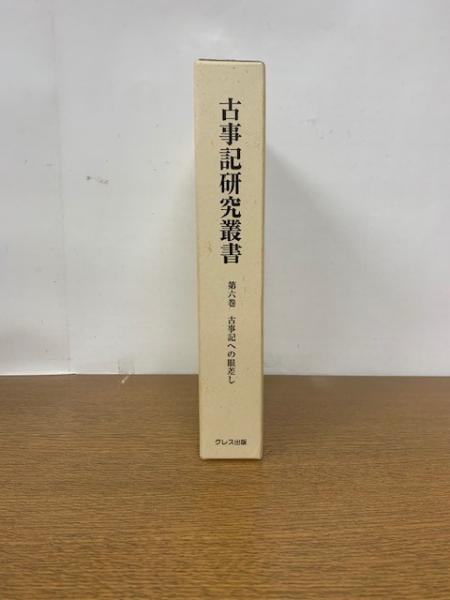 古事記研究叢書
第六巻 古事記への眼差し
クレス出版